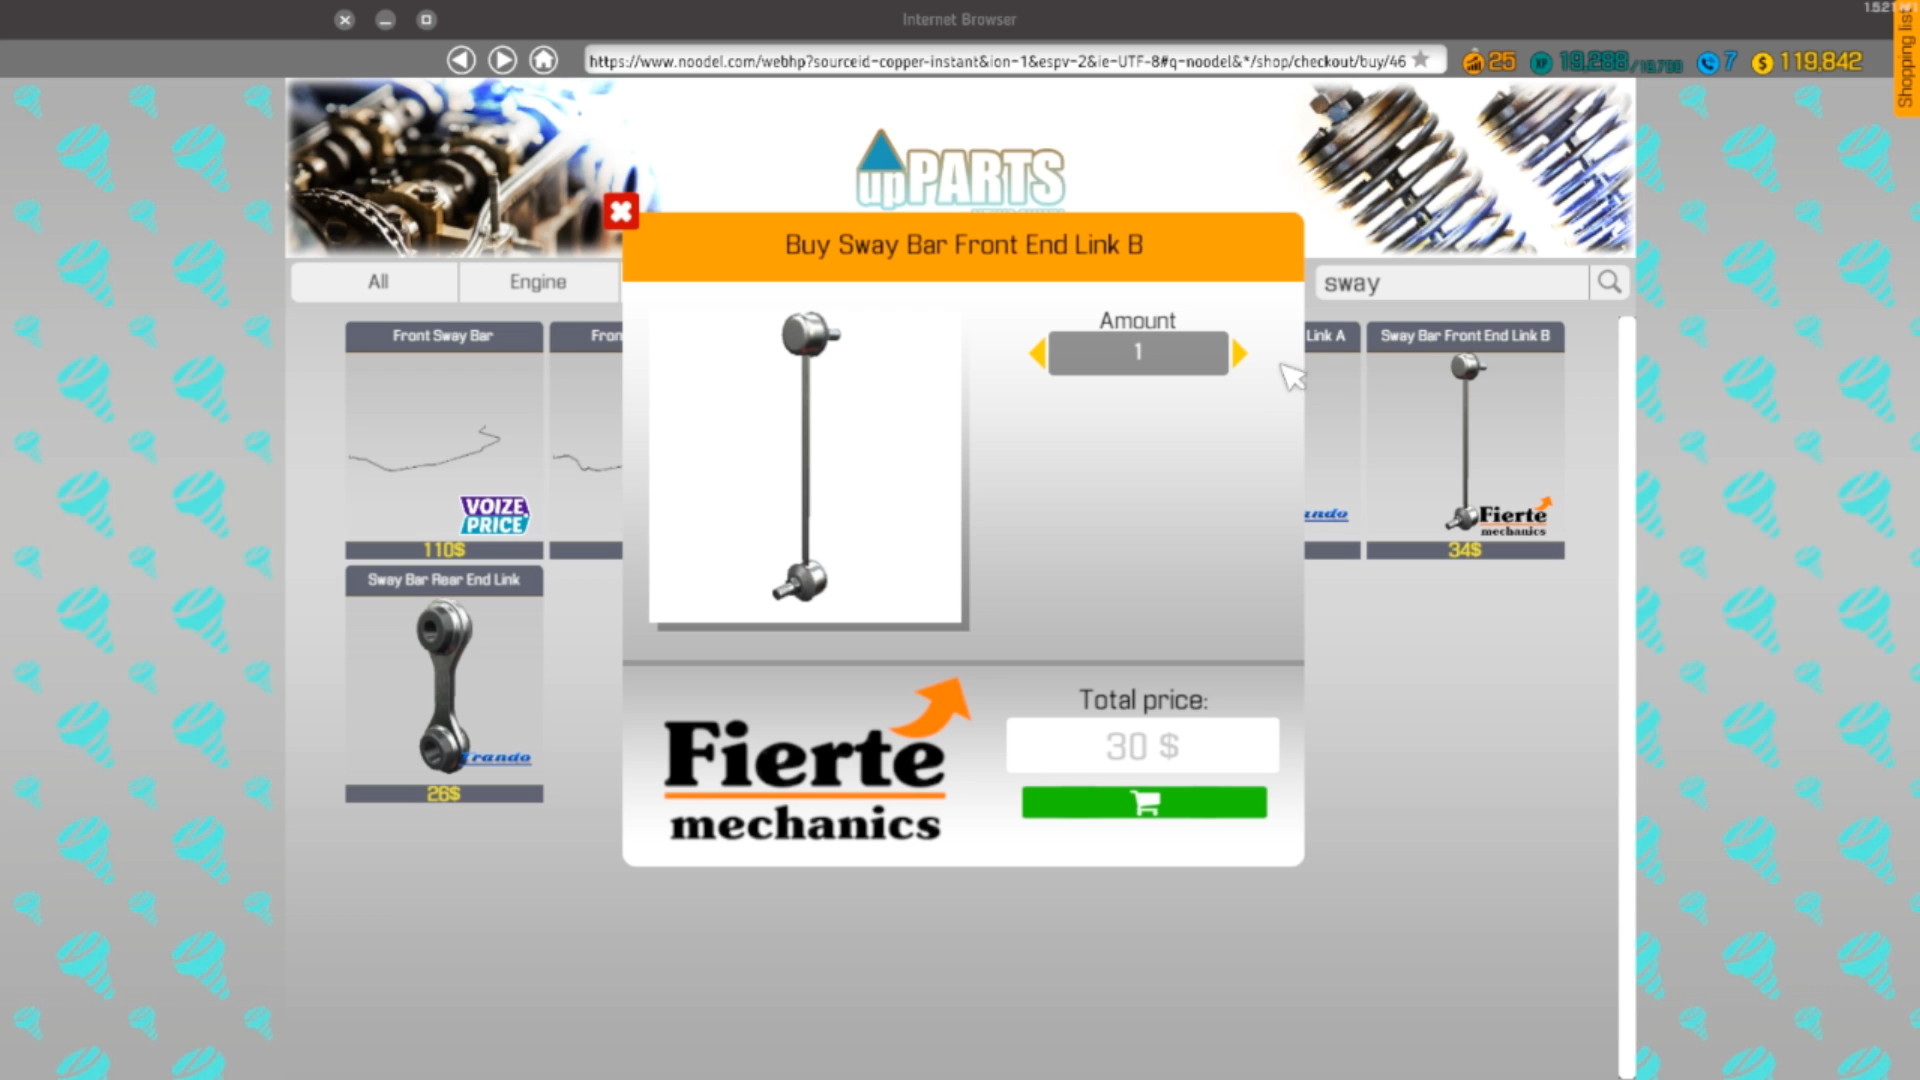 Internet Browser
Shopping list
https://www.noodel.com/webhp?sourceid-copper-instant&ion-1&espv-2&ie-UTF-8#q-noodel&*/shop/checkout/buy/46
25
XP
7
$ 119,842
upPARTS
Buy Sway Bar Front End Link B
All
Engine
sway
Amount
1
Front Sway Bar
Fron
Link A
Sway Bar Front End Link B
VOIZE
PRICE
Fierte
mechanics
110$
34$
Sway Bar Rear End Link
26$
Total price:
30 $
Fierte
mechanics